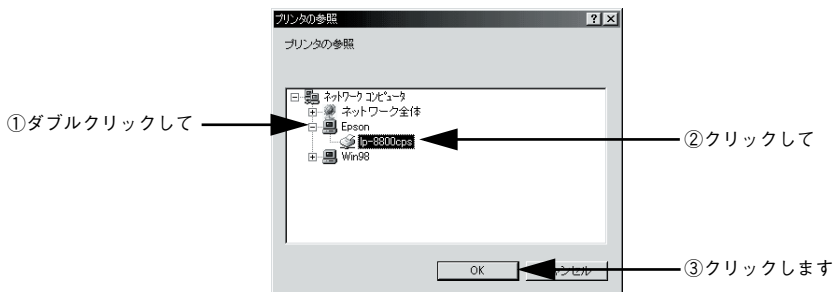 プリンタの参照
プリンタの参照
ネットワーク コンピュータ
ネットワーク全体
①ダブルクリックして
Epson
lp-8800cps
②クリックして
Win98
OK
ンセル
③クリックします